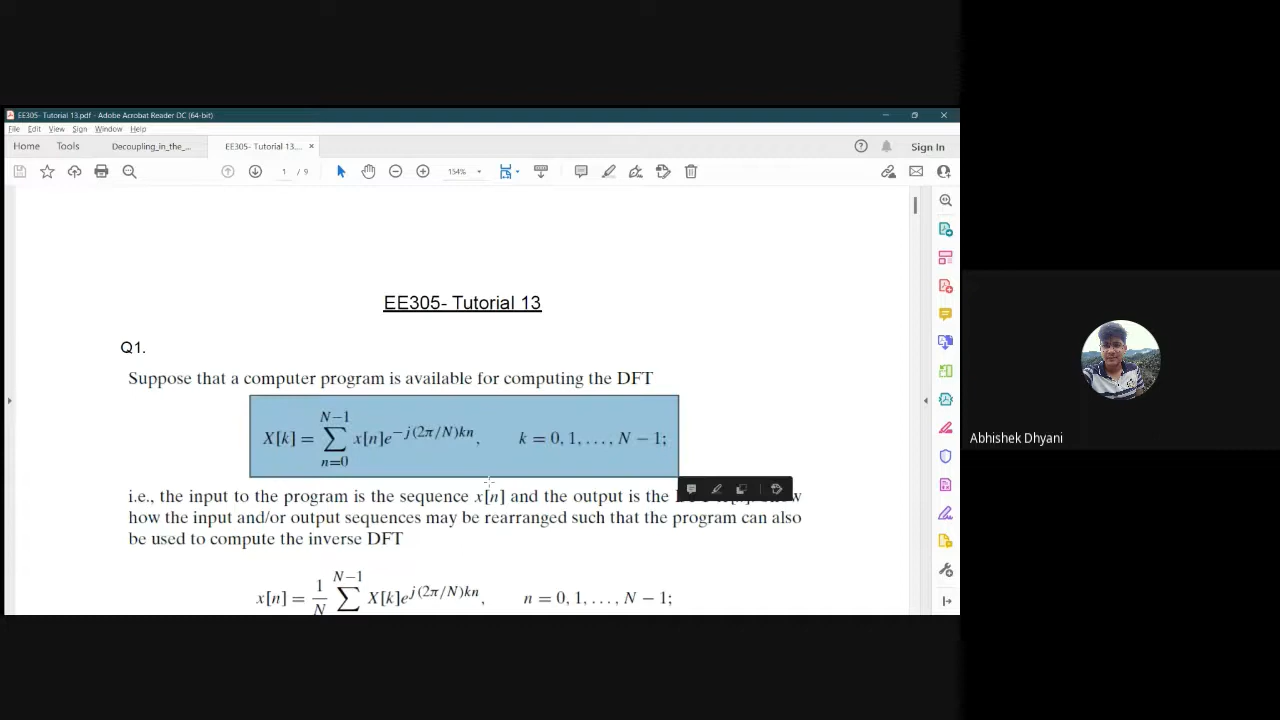 EE305- Tutorial 13.pdf - Adobe Acrobat Reader DC (64-bit)
File Edit View Sign Window Help
Home Tools Decoupling_in_the_... EE305- Tutorial 13.... × Sign In
1 / 9 154%
EE305- Tutorial 13
Q1.
Suppose that a computer program is available for computing the DFT
X[k] = ∑_{n=0}^{N−1} x[n]e^{−j(2π/N)kn}, k = 0, 1, . . . , N − 1;
i.e., the input to the program is the sequence x[n] and the output is the
how the input and/or output sequences may be rearranged such that the program can also
be used to compute the inverse DFT
x[n] = 1/N ∑^{N−1} X[k]e^{j(2π/N)kn}, n = 0, 1, . . . , N − 1;
Abhishek Dhyani